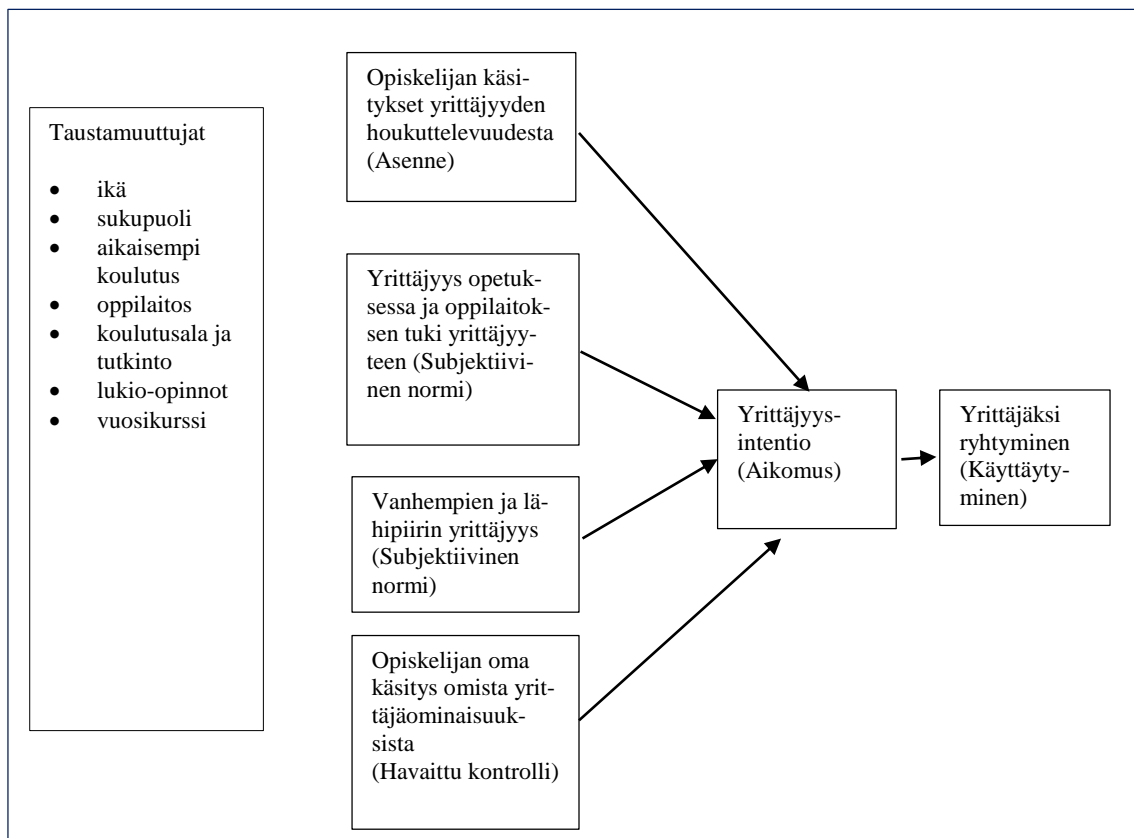 Taustamuuttujat
• ikä
• sukupuoli
• aikaisempi
koulutus
• oppilaitos
• koulutusala ja
tutkinto
• lukio-opinnot
• vuosikurssi
Opiskelijan käsi-
tykset yrittäjyyden
houkuttelevuudesta
(Asenne)
Yrittäjyys opetuk-
sessa ja oppilaitok-
sen tuki yrittäjyy-
teen (Subjektiivi-
nen normi)
Vanhempien ja lä-
hipiirin yrittäjyys
(Subjektiivinen
normi)
Opiskelijan oma
käsitys omista yrit-
täjäominaisuuk-
sista
(Havaittu kontrolli)
Yrittäjyys-
intentio
(Aikomus)
Yrittäjäksi
ryhtyminen
(Käyttäyty-
minen)